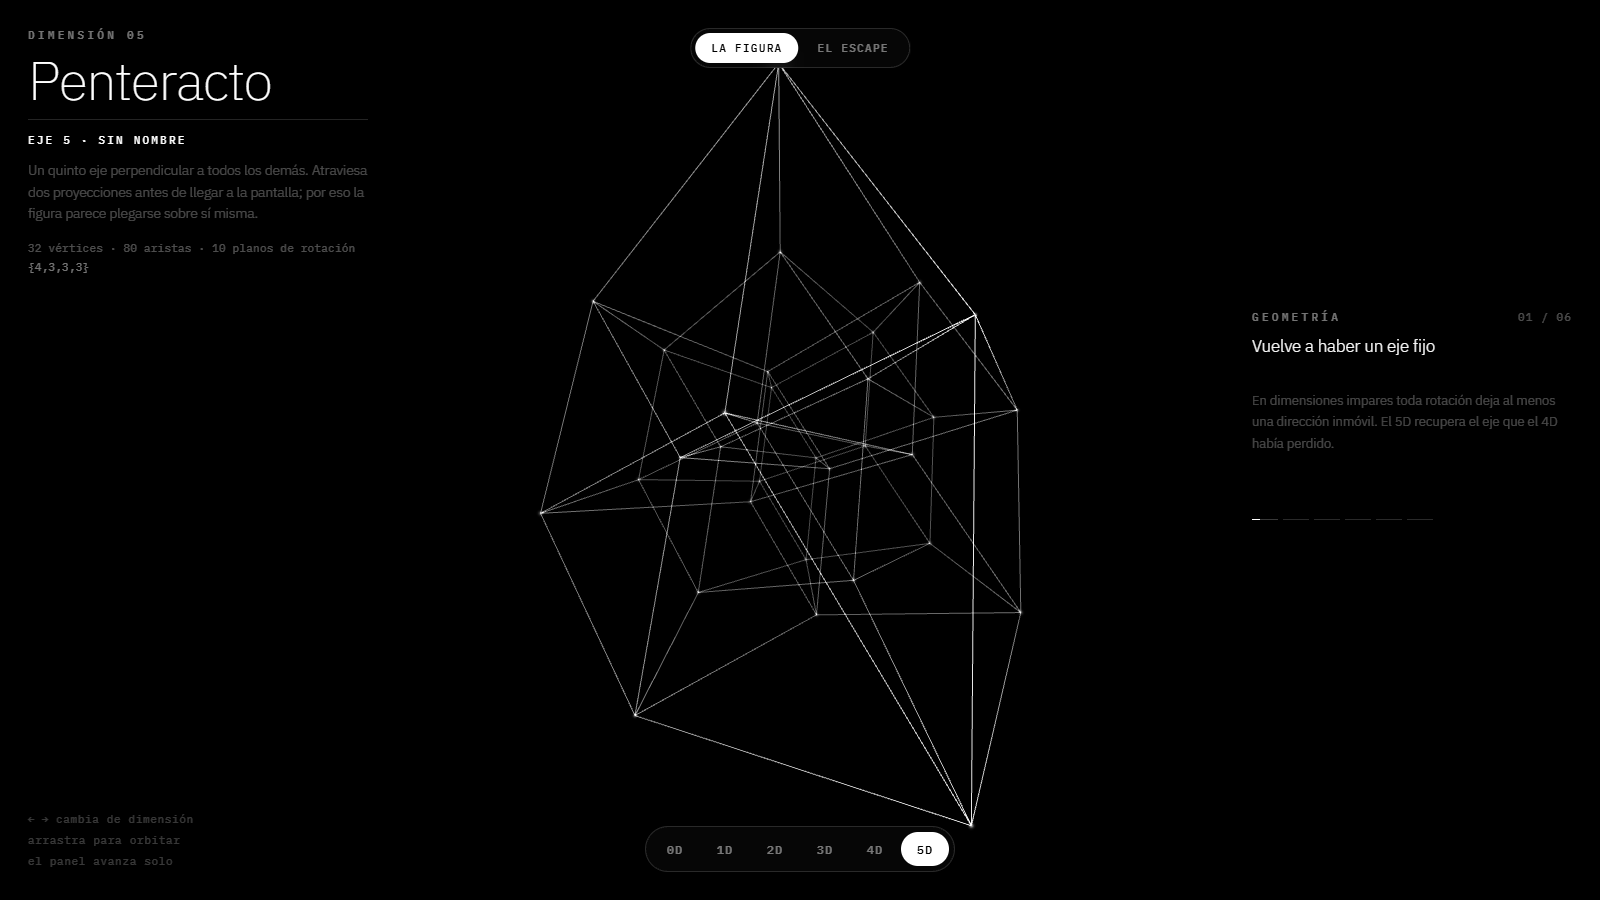 DIMENSIÓN 05
Penteracto
EJE 5 · SIN NOMBRE
Un quinto eje perpendicular a todos los demás. Atraviesa
dos proyecciones antes de llegar a la pantalla; por eso la
figura parece plegarse sobre sí misma.
32 vértices · 80 aristas · 10 planos de rotación
{4,3,3,3}
LA FIGURA EL ESCAPE
GEOMETRÍA 01 / 06
Vuelve a haber un eje fijo
En dimensiones impares toda rotación deja al menos
una dirección inmóvil. El 5D recupera el eje que el 4D
había perdido.
← → cambia de dimensión
arrastra para orbitar
el panel avanza solo
0D 1D 2D 3D 4D 5D